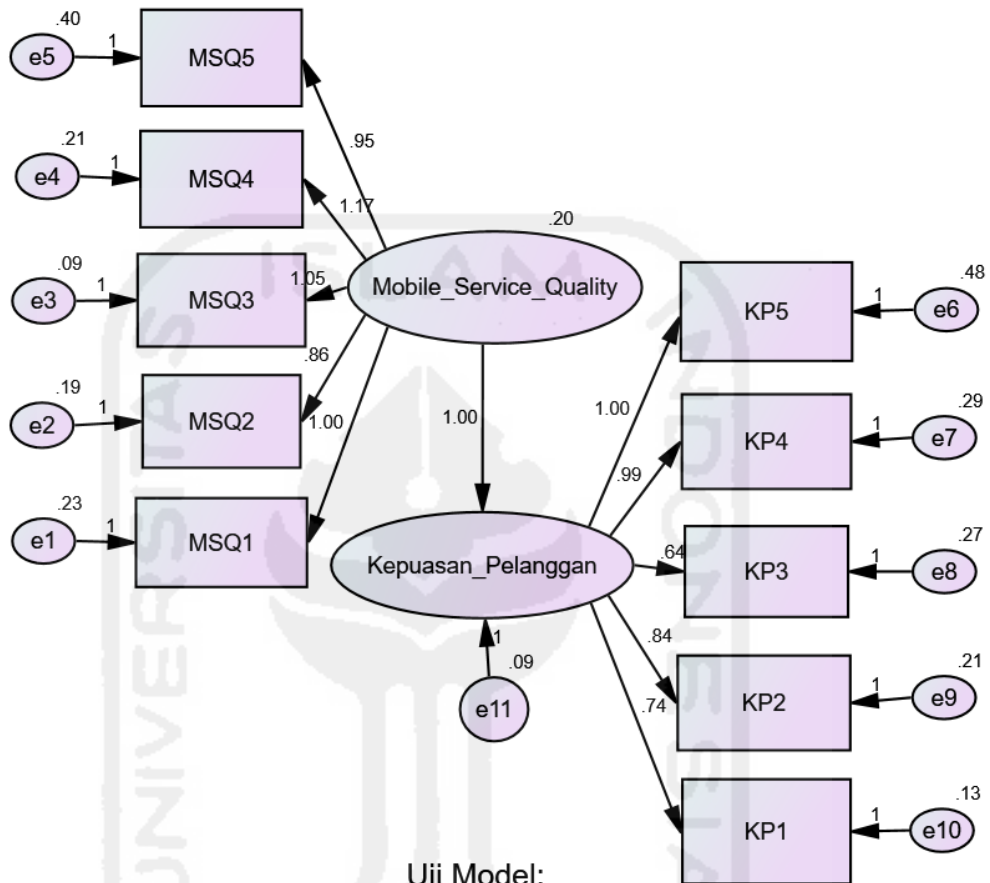 .40
e5
1
MSQ5
.95
.21
e4
1
MSQ4
1.17
.20
.09
e3
1
MSQ3
1.05
Mobile_Service_Quality
.48
KP5
1
e6
.86
.19
e2
1
MSQ2
1.00
1.00
1.00
.29
KP4
1
e7
.99
.23
e1
1
MSQ1
Kepuasan_Pelanggan
.64
.27
KP3
1
e8
.84
1
.09
e11
.74
.21
KP2
1
e9
.13
KP1
1
e10
Uji Model:
UNIVERSITAS
ISLAM
INDONESIA